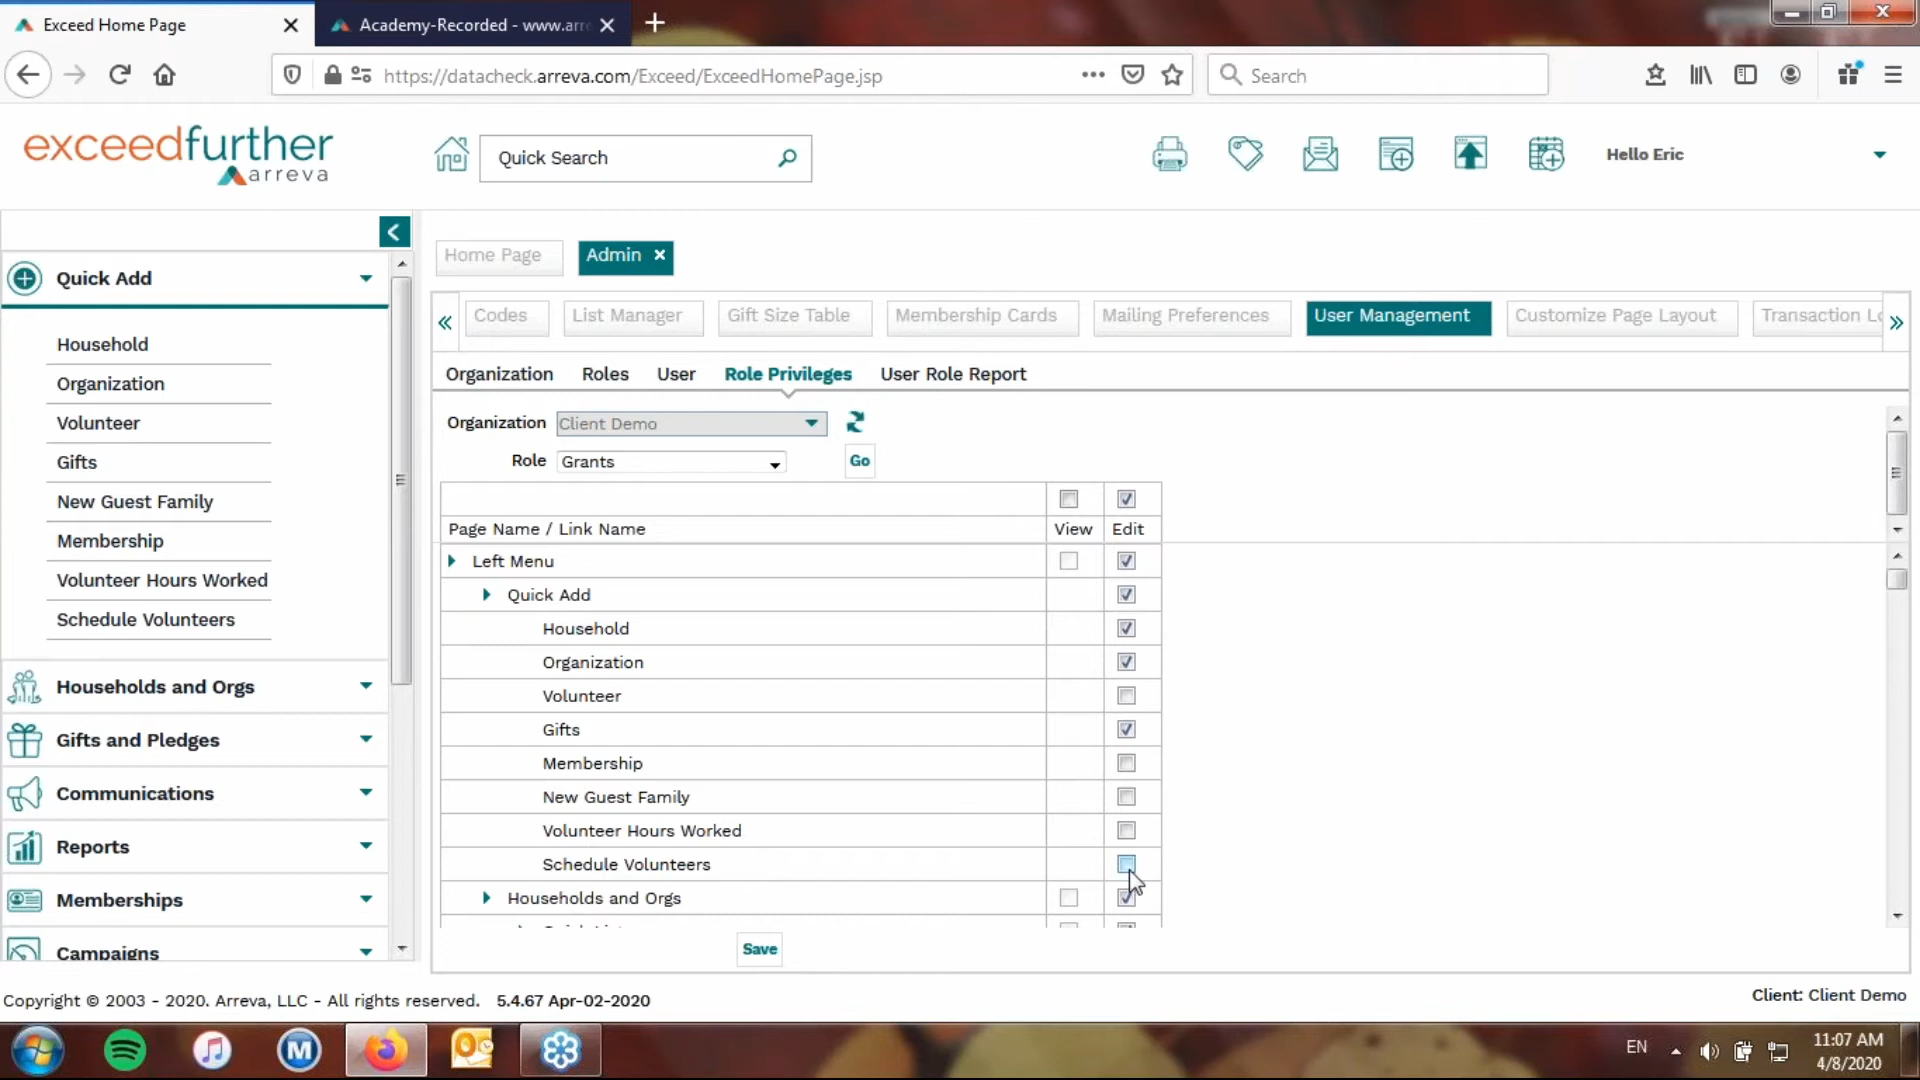 Exceed Home Page
Academy-Recorded - www.arre
https://datacheck.arreva.com/Exceed/ExceedHomePage.jsp
Search
exceedfurther
arreva
Quick Search
Hello Eric
Home Page
Admin
Codes
List Manager
Gift Size Table
Membership Cards
Mailing Preferences
User Management
Customize Page Layout
Transaction Lo
Organization
Roles
User
Role Privileges
User Role Report
Quick Add
Household
Organization
Volunteer
Gifts
New Guest Family
Membership
Volunteer Hours Worked
Schedule Volunteers
Households and Orgs
Gifts and Pledges
Communications
Reports
Memberships
Campaigns
Organization
Client Demo
Role
Grants
Go
Page Name / Link Name
View
Edit
Left Menu
Quick Add
Household
Organization
Volunteer
Gifts
Membership
New Guest Family
Volunteer Hours Worked
Schedule Volunteers
Households and Orgs
Save
Copyright © 2003 - 2020. Arreva, LLC - All rights reserved. 5.4.67 Apr-02-2020
Client: Client Demo
EN
11:07 AM
4/8/2020